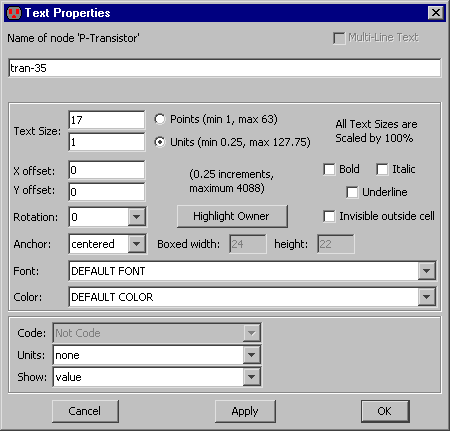 Text Properties
Name of node 'P-Transistor'
Multi-Line Text
tran-35
Text Size:
17
Points (min 1, max 63)
1
Units (min 0.25, max 127.75)
All Text Sizes are
Scaled by 100%
X offset:
0
Y offset:
0
(0.25 increments,
maximum 4088)
Bold
Italic
Underline
Rotation:
0
Highlight Owner
Invisible outside cell
Anchor:
centered
Boxed width:
24
height:
22
Font:
DEFAULT FONT
Color:
DEFAULT COLOR
Code:
Not Code
Units:
none
Show:
value
Cancel
Apply
OK